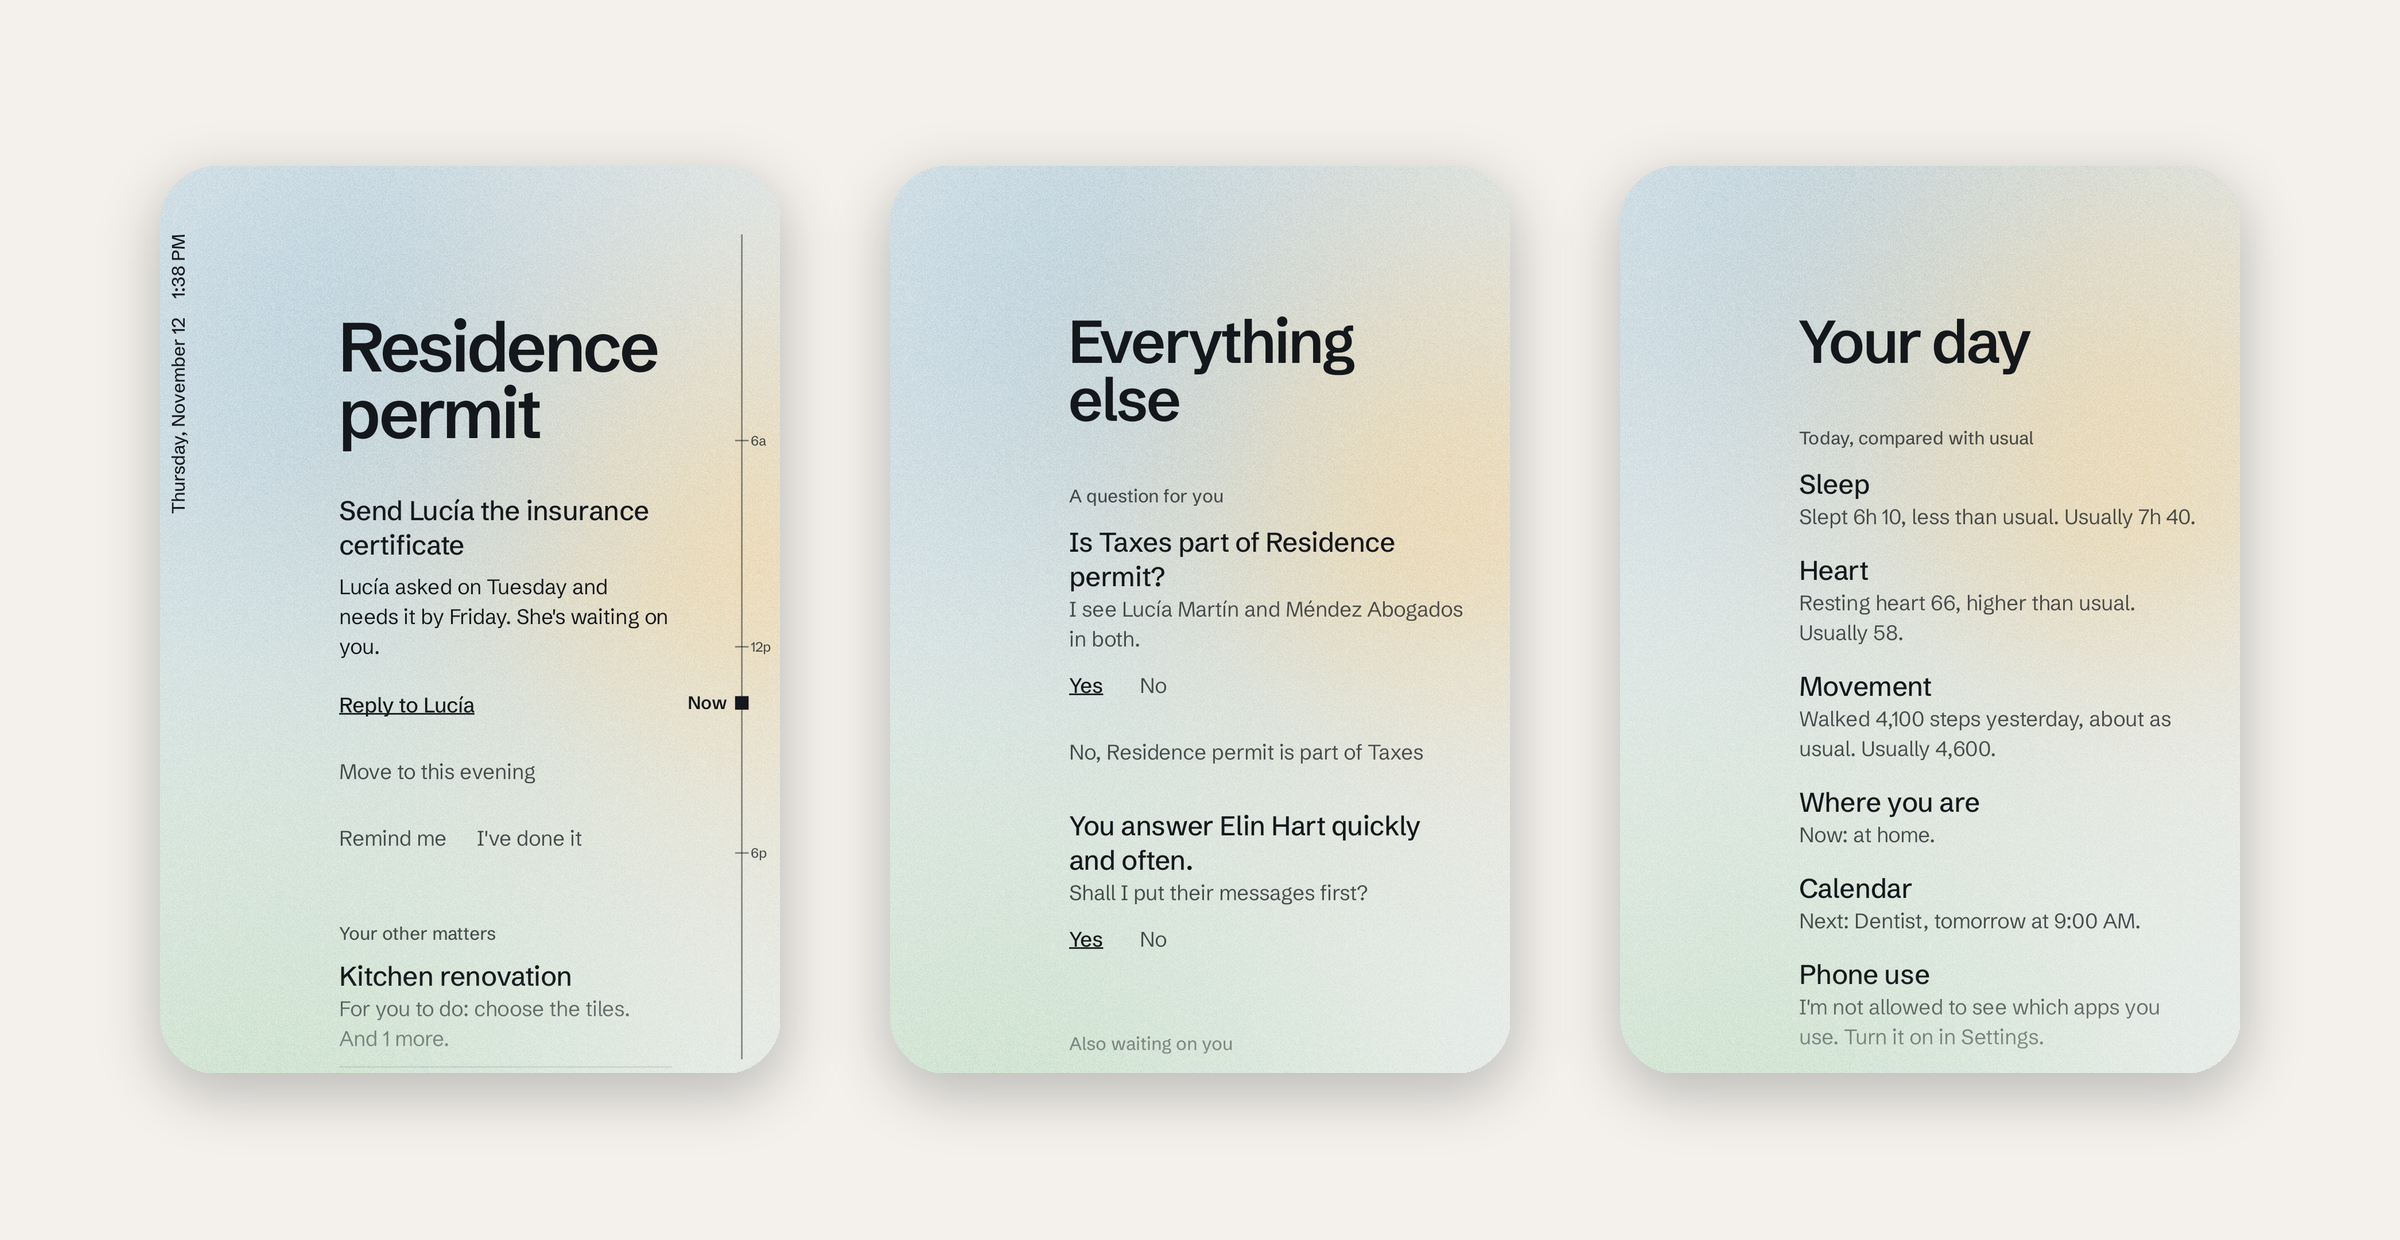 Thursday, November 12 1:38 PM
Residence
permit
Send Lucía the insurance
certificate
Lucía asked on Tuesday and
needs it by Friday. She's waiting on
you.
Reply to Lucía
Move to this evening
Remind me I've done it
Your other matters
Kitchen renovation
For you to do: choose the tiles.
And 1 more.
6a
12p
Now
6p
Everything
else
A question for you
Is Taxes part of Residence
permit?
I see Lucía Martín and Méndez Abogados
in both.
Yes No
No, Residence permit is part of Taxes
You answer Elin Hart quickly
and often.
Shall I put their messages first?
Yes No
Also waiting on you
Your day
Today, compared with usual
Sleep
Slept 6h 10, less than usual. Usually 7h 40.
Heart
Resting heart 66, higher than usual.
Usually 58.
Movement
Walked 4,100 steps yesterday, about as
usual. Usually 4,600.
Where you are
Now: at home.
Calendar
Next: Dentist, tomorrow at 9:00 AM.
Phone use
I'm not allowed to see which apps you
use. Turn it on in Settings.